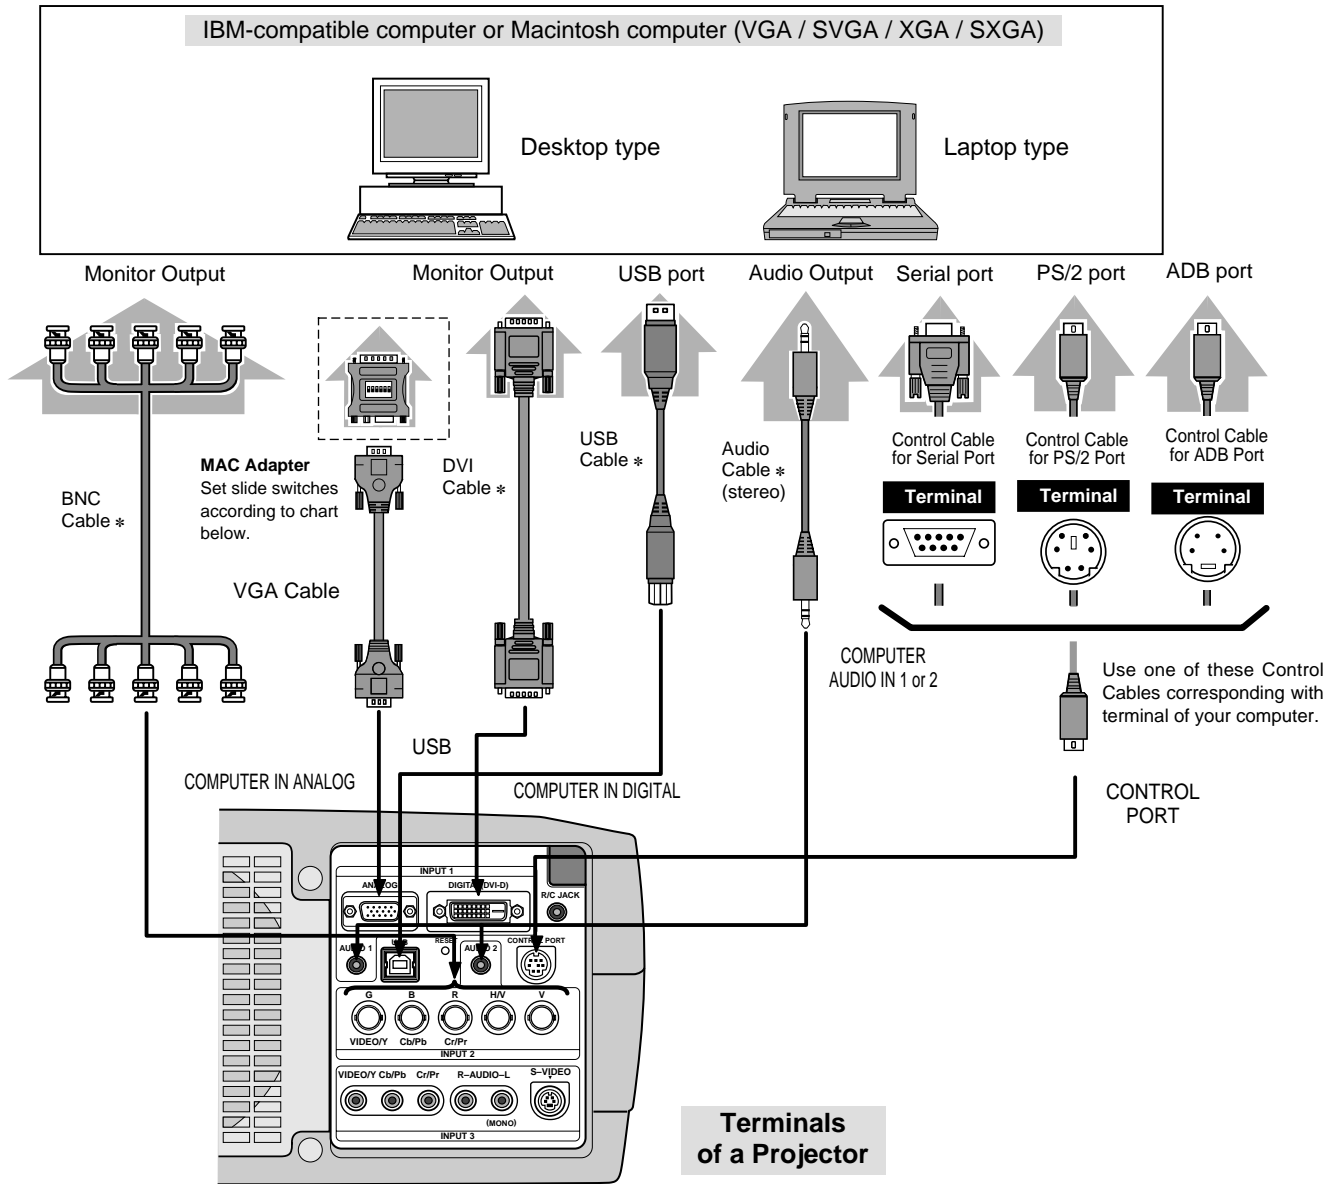 IBM-compatible computer or Macintosh computer (VGA / SVGA / XGA / SXGA)
Desktop type
Laptop type
Monitor Output
Monitor Output
USB port
Audio Output
Serial port
PS/2 port
ADB port
BNC
Cable *
MAC Adapter
Set slide switches
according to chart
below.
VGA Cable
DVI
Cable *
USB
Cable *
Audio
Cable *
(stereo)
Control Cable
for Serial Port
Control Cable
for PS/2 Port
Control Cable
for ADB Port
Terminal
Terminal
Terminal
COMPUTER
AUDIO IN 1 or 2
Use one of these Control
Cables corresponding with
terminal of your computer.
USB
COMPUTER IN ANALOG
COMPUTER IN DIGITAL
CONTROL
PORT
INPUT 1
ANALOG
DIGITAL (DVI-D)
R/C JACK
AUDIO 1
USB
RESET
AUDIO 2
CONTROL PORT
G
B
R
H/V
V
VIDEO/Y
Cb/Pb
Cr/Pr
INPUT 2
VIDEO/Y
Cb/Pb
Cr/Pr
R–AUDIO–L
S–VIDEO
(MONO)
INPUT 3
Terminals
of a Projector